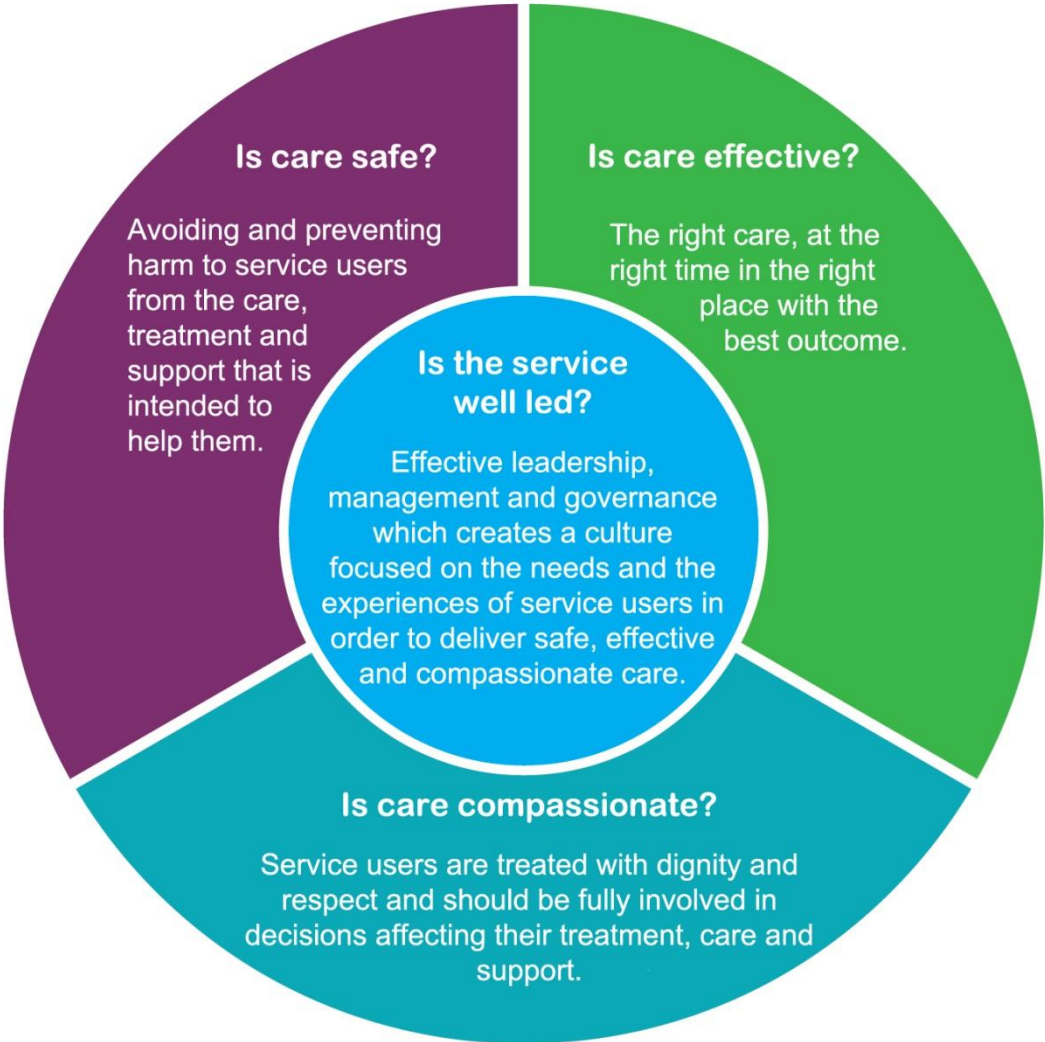 Is care safe?
Avoiding and preventing
harm to service users
from the care,
treatment and
support that is
intended to
help them.
Is care effective?
The right care, at the
right time in the right
place with the
best outcome.
Is the service
well led?
Effective leadership,
management and governance
which creates a culture
focused on the needs and the
experiences of service users in
order to deliver safe, effective
and compassionate care.
Is care compassionate?
Service users are treated with dignity and
respect and should be fully involved in
decisions affecting their treatment, care and
support.